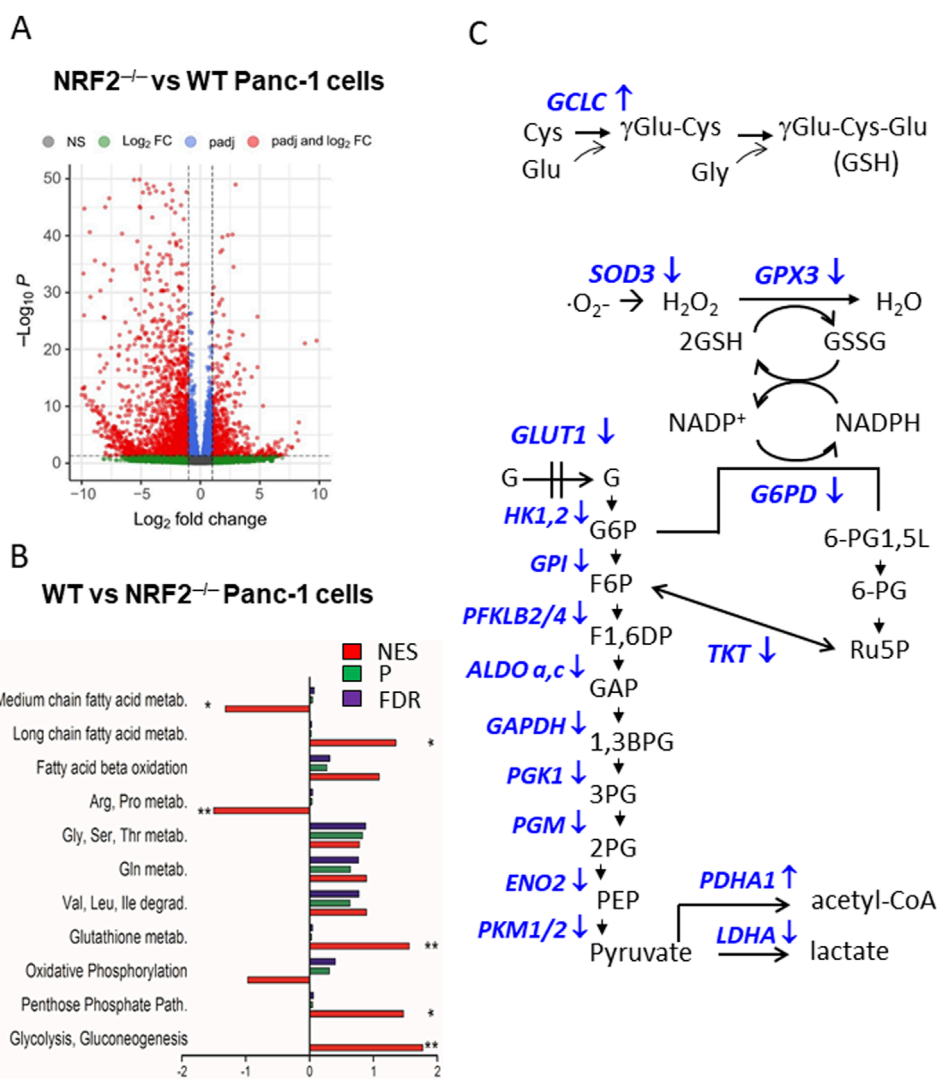 A
NRF2–/– vs WT Panc-1 cells
NS Log2 FC padj padj and log2 FC
50
40
30
20
10
0
–Log10 P
−10 −5 0 5 10
Log2 fold change
B
WT vs NRF2–/– Panc-1 cells
NES
P
FDR
Medium chain fatty acid metab. *
Long chain fatty acid metab. *
Fatty acid beta oxidation
Arg, Pro metab. **
Gly, Ser, Thr metab.
Gln metab.
Val, Leu, Ile degrad.
Glutathione metab. **
Oxidative Phosphorylation
Penthose Phosphate Path. *
Glycolysis, Gluconeogenesis **
-2 -1 0 1 2
C
GCLC ↑
Cys → γGlu-Cys → γGlu-Cys-Glu
Glu Gly (GSH)
SOD3 ↓ GPX3 ↓
·O2- → H2O2 → H2O
2GSH GSSG
NADP+ NADPH
GLUT1 ↓
G G
G6PD ↓
HK1,2 ↓
G6P
6-PG1,5L
GPI ↓
F6P
6-PG
PFKLB2/4 ↓
F1,6DP
TKT ↓ Ru5P
ALDO a,c ↓
GAP
GAPDH ↓
1,3BPG
PGK1 ↓
3PG
PGM ↓
2PG
ENO2 ↓
PEP
PDHA1 ↑ acetyl-CoA
PKM1/2 ↓
Pyruvate
LDHA ↓ lactate